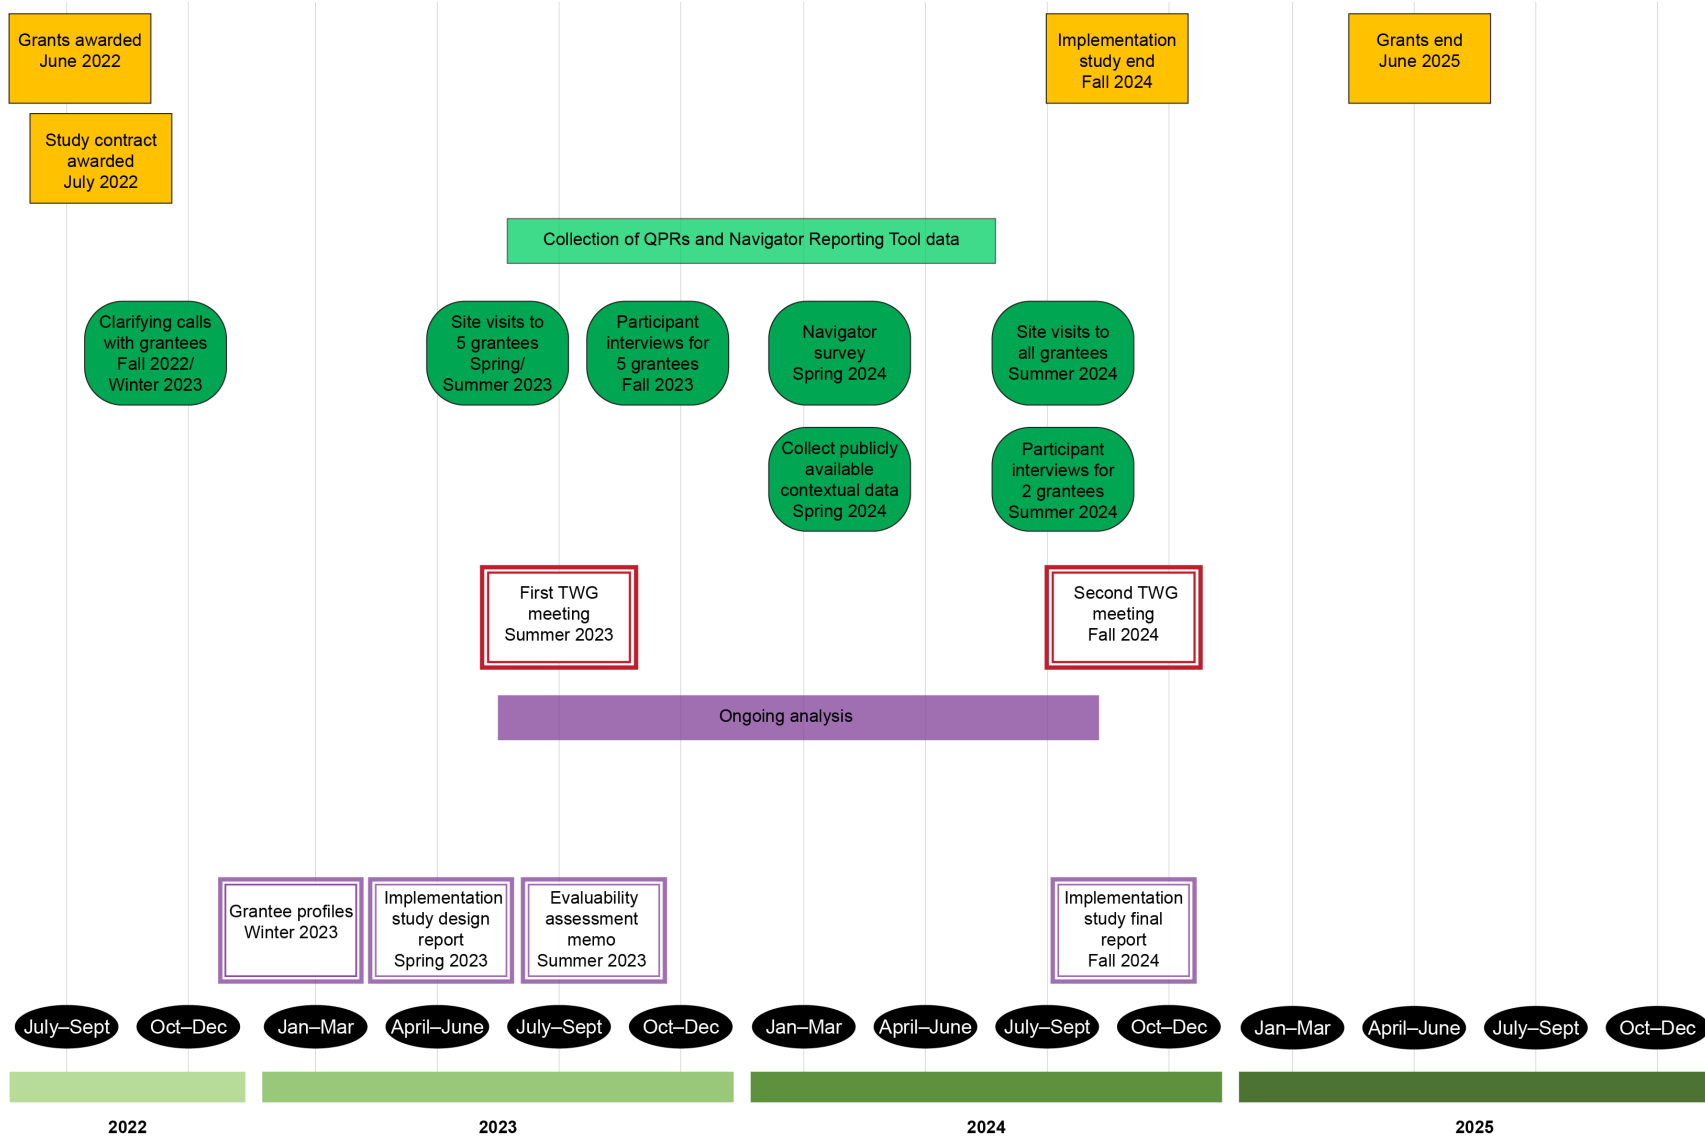 Grants awarded
June 2022
Implementation
study end
Fall 2024
Grants end
June 2025
Study contract
awarded
July 2022
Collection of QPRs and Navigator Reporting Tool data
Clarifying calls
with grantees
Fall 2022/
Winter 2023
Site visits to
5 grantees
Spring/
Summer 2023
Participant
interviews for
5 grantees
Fall 2023
Navigator
survey
Spring 2024
Site visits to
all grantees
Summer 2024
Collect publicly
available
contextual data
Spring 2024
Participant
interviews for
2 grantees
Summer 2024
First TWG
meeting
Summer 2023
Second TWG
meeting
Fall 2024
Ongoing analysis
Grantee profiles
Winter 2023
Implementation
study design
report
Spring 2023
Evaluability
assessment
memo
Summer 2023
Implementation
study final
report
Fall 2024
July–Sept
Oct–Dec
Jan–Mar
April–June
July–Sept
Oct–Dec
Jan–Mar
April–June
July–Sept
Oct–Dec
Jan–Mar
April–June
July–Sept
Oct–Dec
2022
2023
2024
2025